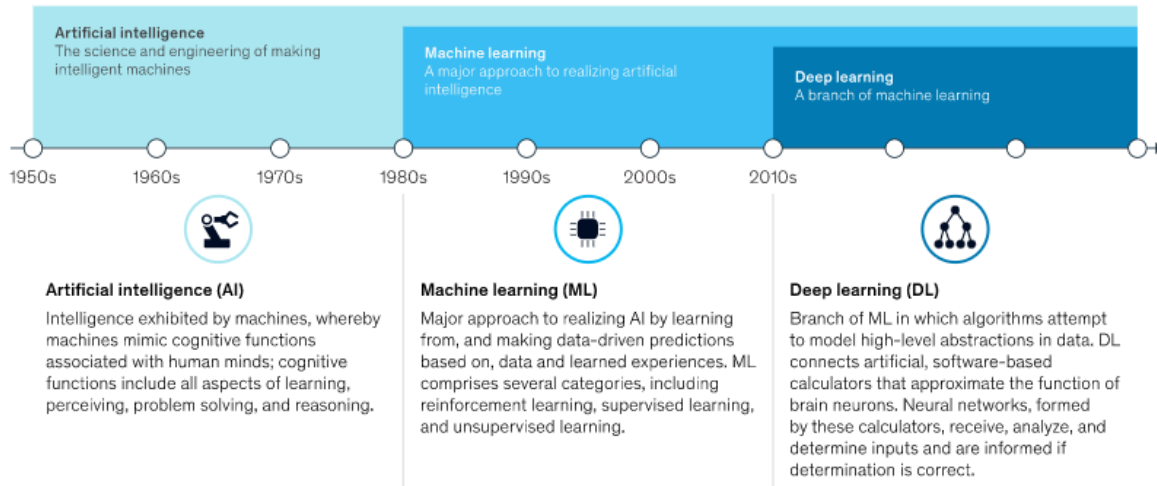 Artificial intelligence
The science and engineering of making
intelligent machines
Machine learning
A major approach to realizing artificial
intelligence
Deep learning
A branch of machine learning
1950s
1960s
1970s
1980s
1990s
2000s
2010s
Artificial intelligence (AI)
Intelligence exhibited by machines, whereby
machines mimic cognitive functions
associated with human minds; cognitive
functions include all aspects of learning,
perceiving, problem solving, and reasoning.
Machine learning (ML)
Major approach to realizing AI by learning
from, and making data-driven predictions
based on, data and learned experiences. ML
comprises several categories, including
reinforcement learning, supervised learning,
and unsupervised learning.
Deep learning (DL)
Branch of ML in which algorithms attempt
to model high-level abstractions in data. DL
connects artificial, software-based
calculators that approximate the function of
brain neurons. Neural networks, formed
by these calculators, receive, analyze, and
determine inputs and are informed if
determination is correct.